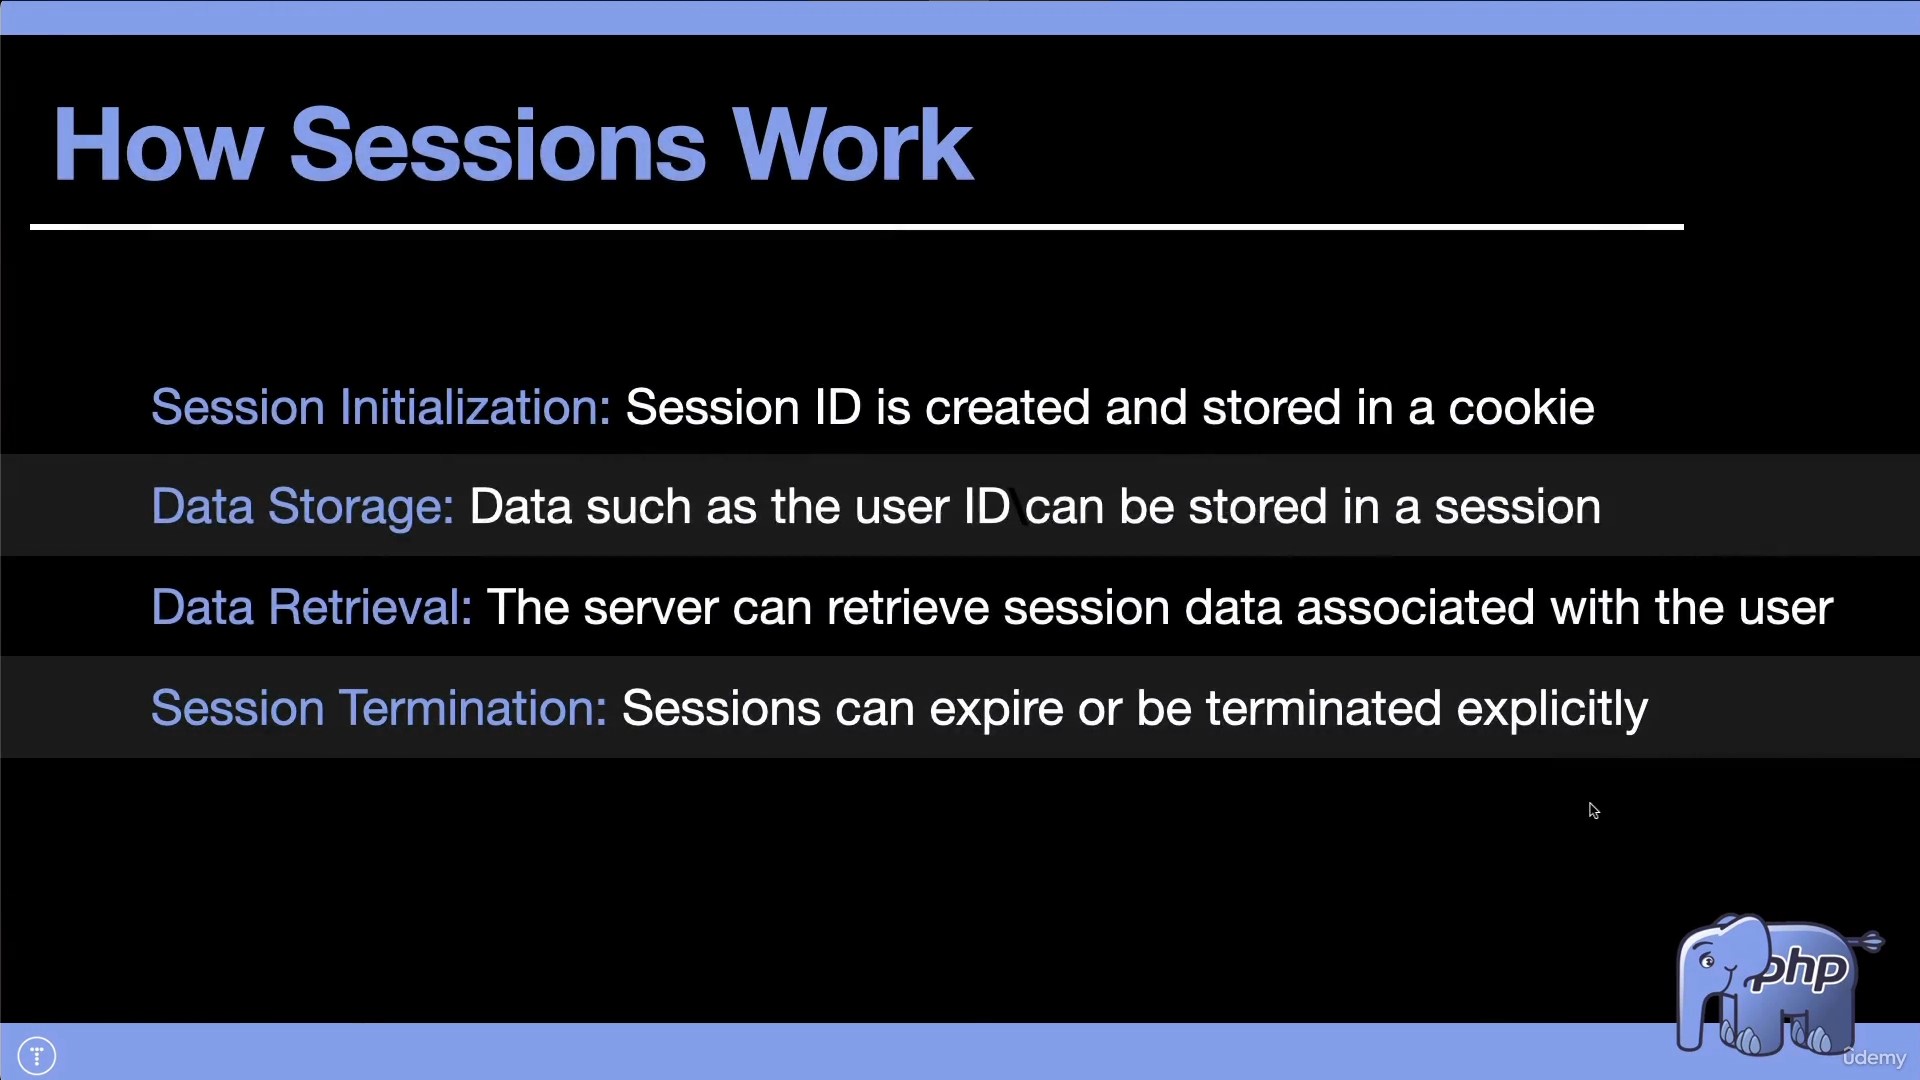 How Sessions Work
Session Initialization: Session ID is created and stored in a cookie
Data Storage: Data such as the user ID\can be stored in a session
Data Retrieval: The server can retrieve session data associated with the user
Session Termination: Sessions can expire or be terminated explicitly
php
T
ûdemy